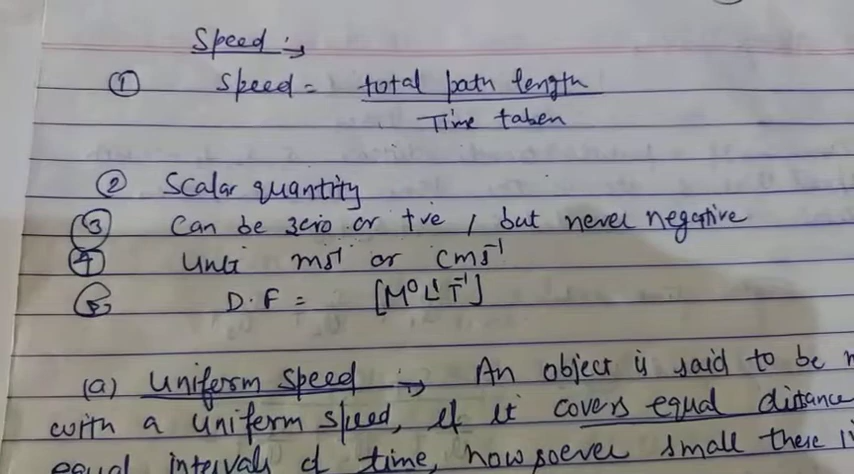 Speed :→
① Speed = total path length
Time taken
② Scalar quantity
③ Can be zero or +ve, but never negative
④ Unit ms⁻¹ or cms⁻¹
⑤ D.F = [M⁰L¹T⁻¹]
(a) Uniform speed :→ An object is said to be
with a uniform speed, if it covers equal distance
equal intervals of time, howsoever small these